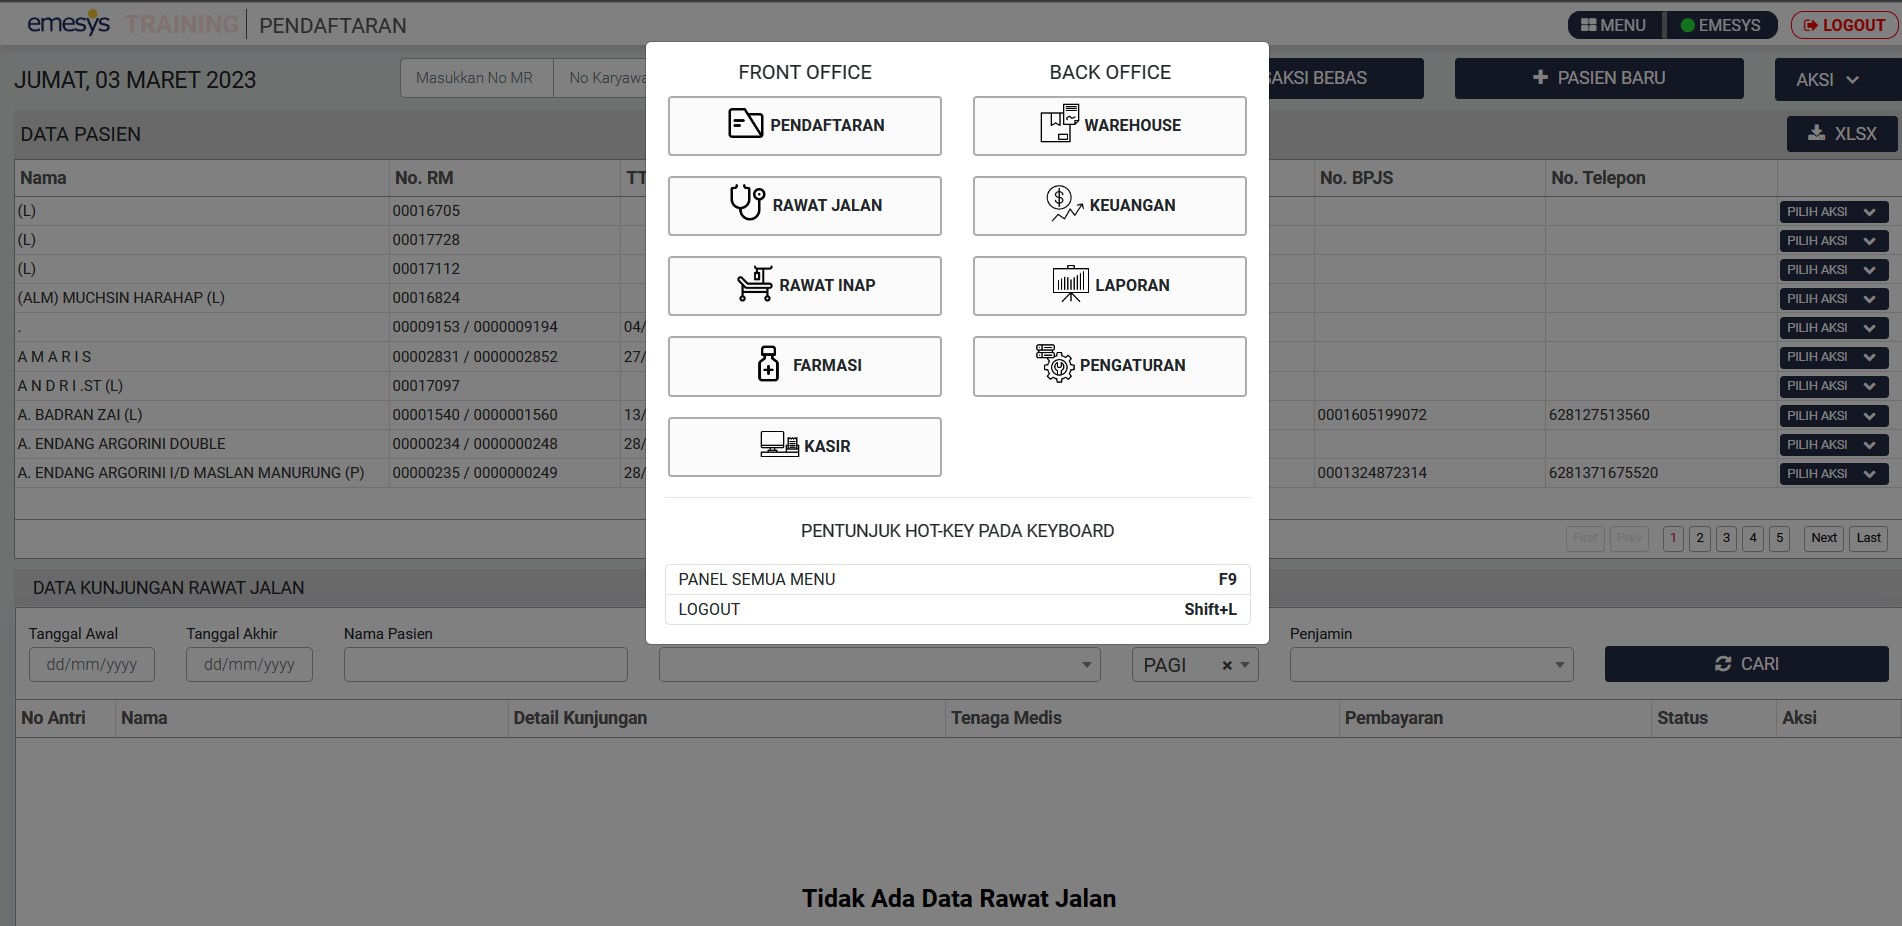 emesys TRAINING PENDAFTARAN
MENU EMESYS LOGOUT
JUMAT, 03 MARET 2023
Masukkan No MR No Karyawa
SAKSI BEBAS
PASIEN BARU
AKSI
DATA PASIEN
XLSX
Nama No. RM TT No. BPJS No. Telepon
(L) 00016705 PILIH AKSI
(L) 00017728 PILIH AKSI
(L) 00017112 PILIH AKSI
(ALM) MUCHSIN HARAHAP (L) 00016824 PILIH AKSI
. 00009153 / 0000009194 04/ PILIH AKSI
A M A R I S 00002831 / 0000002852 27/ PILIH AKSI
A N D R I .ST (L) 00017097 PILIH AKSI
A. BADRAN ZAI (L) 00001540 / 0000001560 13/ 0001605199072 628127513560 PILIH AKSI
A. ENDANG ARGORINI DOUBLE 00000234 / 0000000248 28/ PILIH AKSI
A. ENDANG ARGORINI I/D MASLAN MANURUNG (P) 00000235 / 0000000249 28/ 0001324872314 6281371675520 PILIH AKSI
First Prev 1 2 3 4 5 Next Last
FRONT OFFICE BACK OFFICE
PENDAFTARAN WAREHOUSE
RAWAT JALAN KEUANGAN
RAWAT INAP LAPORAN
FARMASI PENGATURAN
KASIR
PENTUNJUK HOT-KEY PADA KEYBOARD
PANEL SEMUA MENU F9
LOGOUT Shift+L
DATA KUNJUNGAN RAWAT JALAN
Tanggal Awal Tanggal Akhir Nama Pasien Penjamin
dd/mm/yyyy dd/mm/yyyy PAGI × CARI
No Antri Nama Detail Kunjungan Tenaga Medis Pembayaran Status Aksi
Tidak Ada Data Rawat Jalan